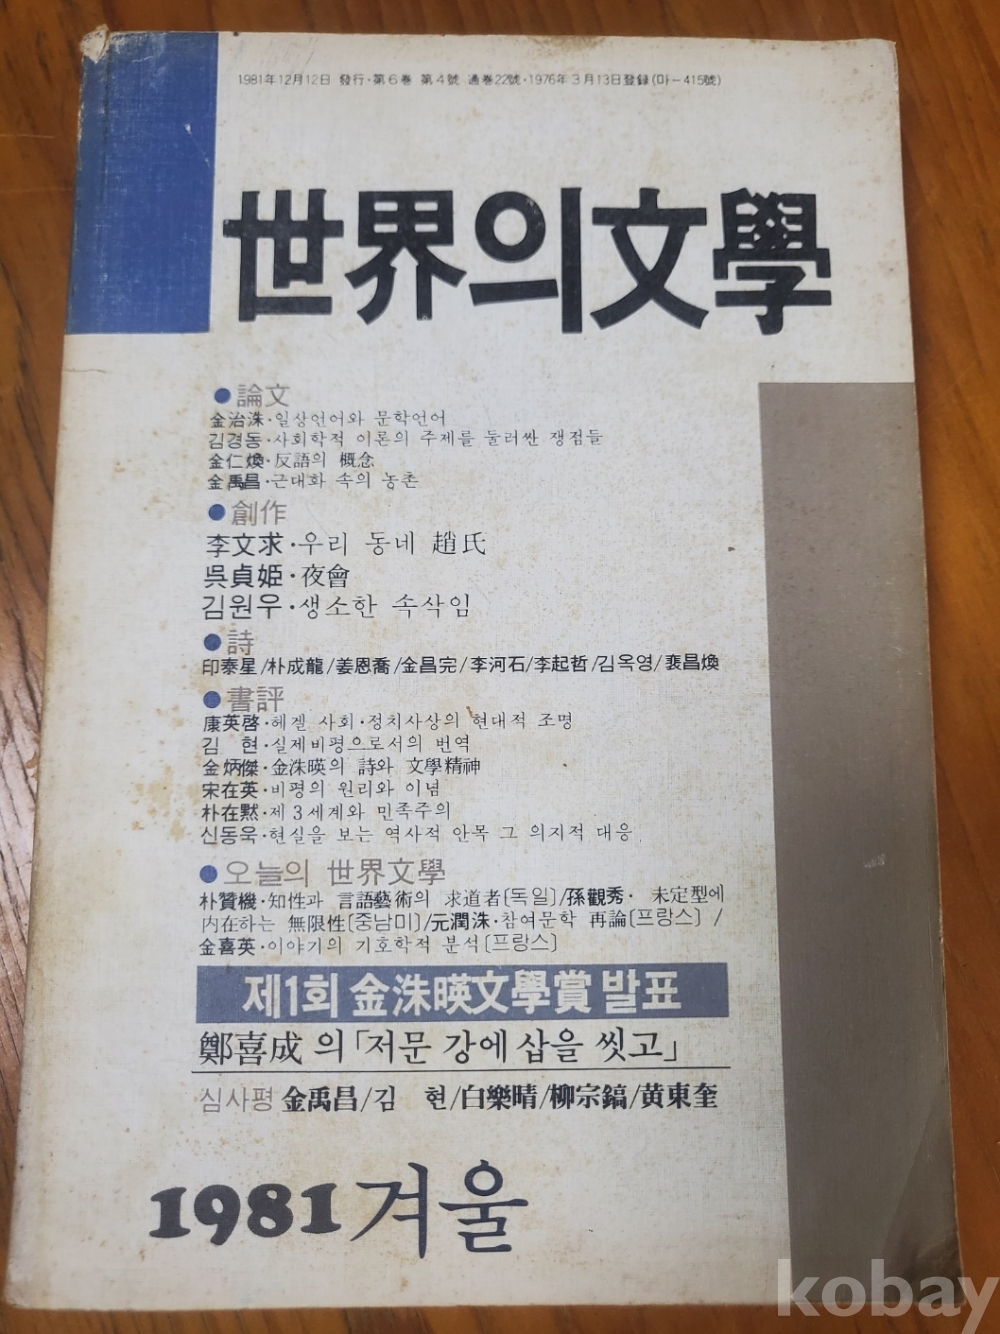 1981年12月12日 發行·第6巻 第4號 通巻22號·1976年 3月13日登録(마-415號)
世界의文學
●論文
金治洙·일상언어와 문학언어
김경동·사회학적 이론의 주제를 둘러싼 쟁점들
金仁煥·反語의 概念
金禹昌·근대화 속의 농촌
●創作
李文求·우리 동네 趙氏
吳貞姬·夜會
김원우·생소한 속삭임
●詩
印泰星/朴成龍/姜恩喬/金昌完/李河石/李起哲/김옥영/裵昌煥
●書評
康英啓·헤겔 사회·정치사상의 현대적 조명
김 현·실제비평으로서의 번역
金炳傑·金洙暎의 詩와 文學精神
宋在英·비평의 원리와 이념
朴在默·제3세계와 민족주의
신동욱·현실을 보는 역사적 안목 그 의지적 대응
●오늘의 世界文學
朴贊機·知性과 言語藝術의 求道者〔독일〕/孫觀秀· 未定型에
内在하는 無限性〔중남미〕/元潤洙·참여문학 再論〔프랑스〕/
金喜英·이야기의 기호학적 분석〔프랑스〕
제1회 金洙暎文學賞 발표
鄭喜成 의「저문 강에 삽을 씻고」
심사평 金禹昌/김 현/白樂晴/柳宗鎬/黄東奎
1981 겨울
kobay